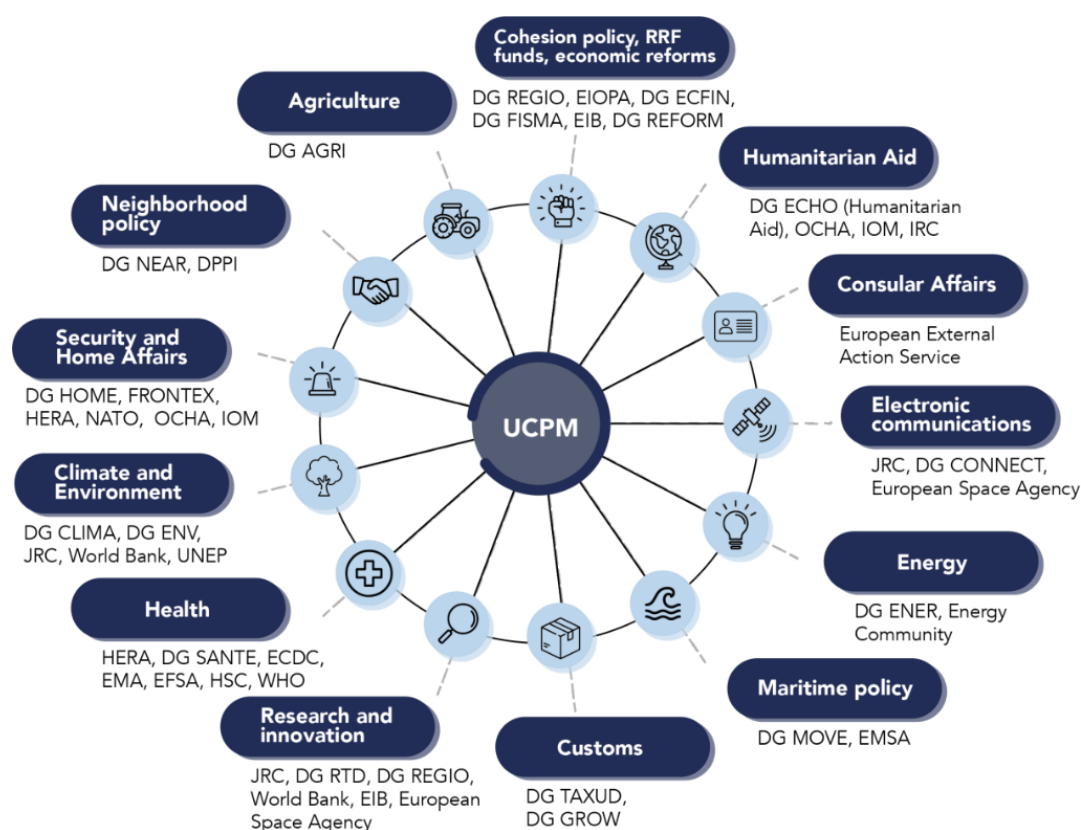 Cohesion policy, RRF
funds, economic reforms
DG REGIO, EIOPA, DG ECFIN,
DG FISMA, EIB, DG REFORM
Agriculture
DG AGRI
Humanitarian Aid
DG ECHO (Humanitarian
Aid), OCHA, IOM, IRC
Neighborhood
policy
DG NEAR, DPPI
Consular Affairs
European External
Action Service
Security and
Home Affairs
DG HOME, FRONTEX,
HERA, NATO, OCHA, IOM
UCPM
Electronic
communications
JRC, DG CONNECT,
European Space Agency
Climate and
Environment
DG CLIMA, DG ENV,
JRC, World Bank, UNEP
Energy
DG ENER, Energy
Community
Health
HERA, DG SANTE, ECDC,
EMA, EFSA, HSC, WHO
Maritime policy
DG MOVE, EMSA
Research and
innovation
JRC, DG RTD, DG REGIO,
World Bank, EIB, European
Space Agency
Customs
DG TAXUD,
DG GROW